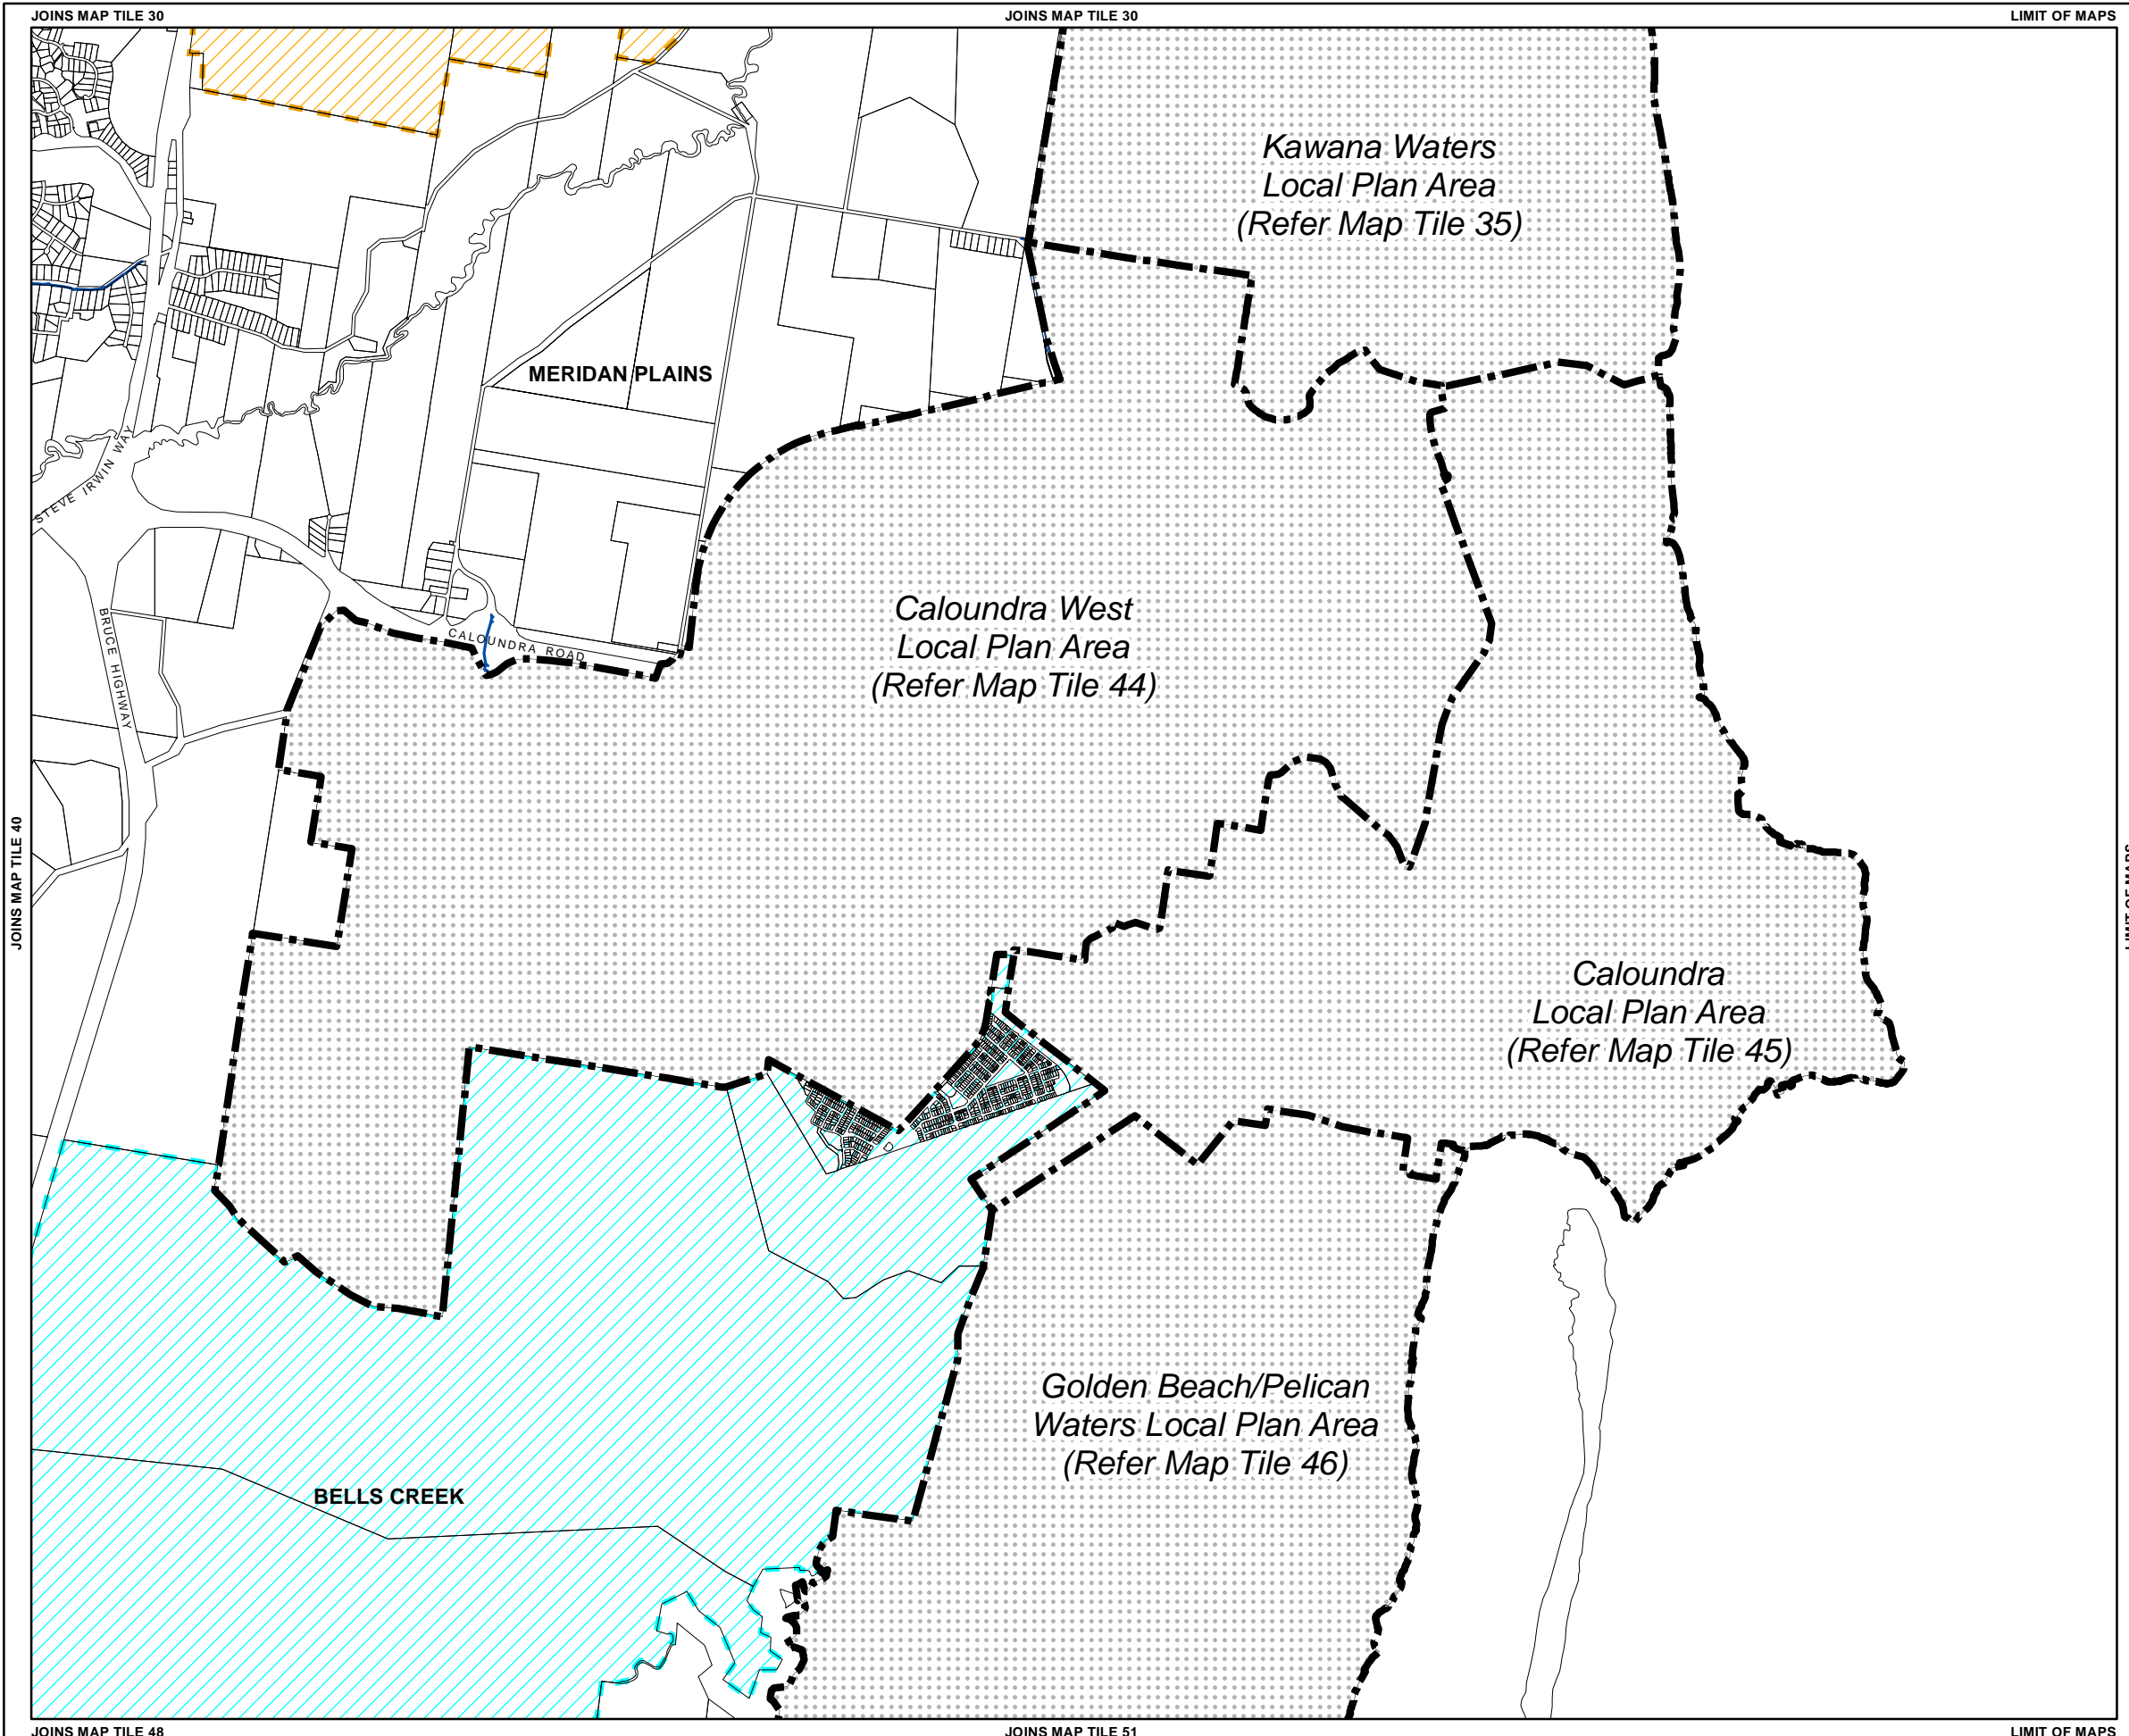 JOINS MAP TILE 30
JOINS MAP TILE 30
LIMIT OF MAPS
Kawana Waters
Local Plan Area
(Refer Map Tile 35)
MERIDAN PLAINS
STEVE IRWIN WAY
Caloundra West
Local Plan Area
(Refer Map Tile 44)
CALOUNDRA ROAD
BRUCE HIGHWAY
JOINS MAP TILE 40
LIMIT OF MAPS
Caloundra
Local Plan Area
(Refer Map Tile 45)
Golden Beach/Pelican
Waters Local Plan Area
(Refer Map Tile 46)
BELLS CREEK
JOINS MAP TILE 48
JOINS MAP TILE 51
LIMIT OF MAPS